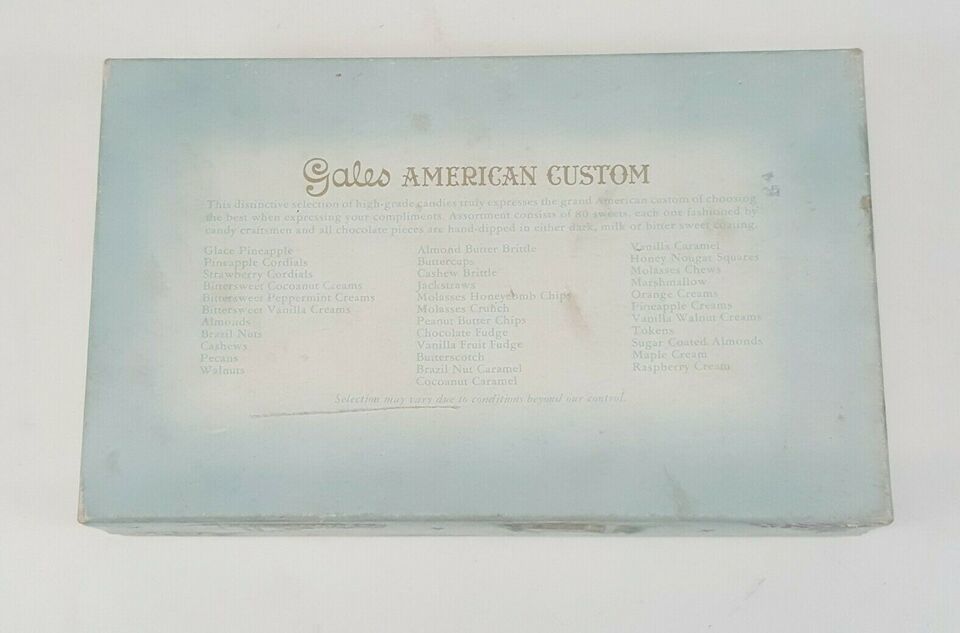 Gales AMERICAN CUSTOM
This distinctive selection of high-grade candies truly expresses the grand American custom of choosing
the best when expressing your compliments. Assortment consists of 80 sweets, each one fashioned by
candy craftsmen and all chocolate pieces are hand-dipped in either dark, milk or bitter sweet coating.
Glace Pineapple
Pineapple Cordials
Strawberry Cordials
Bittersweet Cocoanut Creams
Bittersweet Peppermint Creams
Bittersweet Vanilla Creams
Almonds
Brazil Nuts
Cashews
Pecans
Walnuts
Almond Butter Brittle
Buttercups
Cashew Brittle
Jackstraws
Molasses Honeycomb Chips
Molasses Crunch
Peanut Butter Chips
Chocolate Fudge
Vanilla Fruit Fudge
Butterscotch
Brazil Nut Caramel
Cocoanut Caramel
Vanilla Caramel
Honey Nougat Squares
Molasses Chews
Marshmallow
Orange Creams
Pineapple Creams
Vanilla Walnut Creams
Tokens
Sugar Coated Almonds
Maple Cream
Raspberry Cream
Selection may vary due to conditions beyond our control.